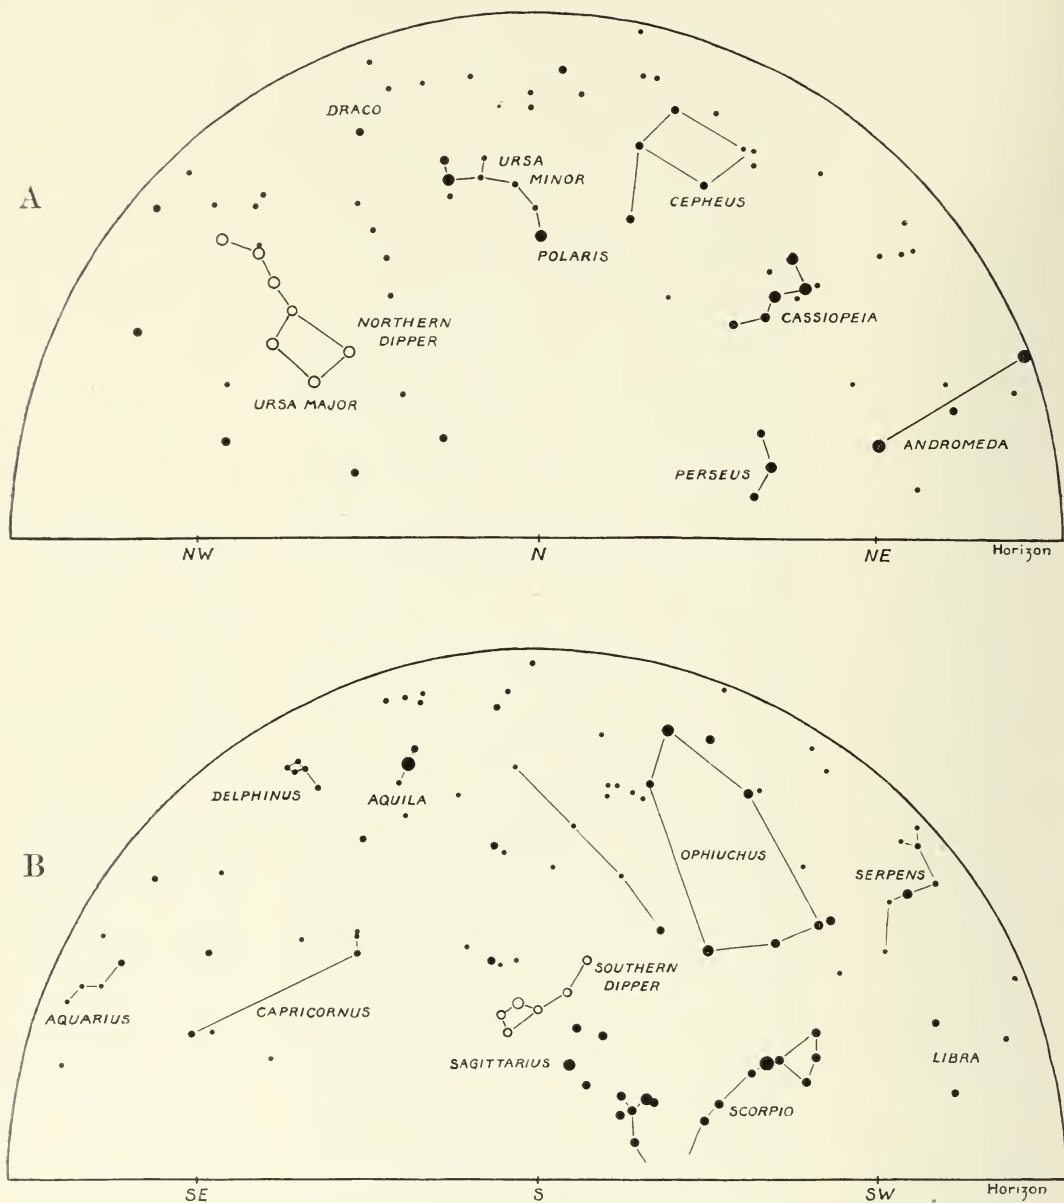 A
DRACO
URSA
MINOR
CEPHEUS
POLARIS
NORTHERN
DIPPER
CASSIOPEIA
URSA MAJOR
ANDROMEDA
PERSEUS
NW
N
NE
Horizon
B
DELPHINUS
AQUILA
OPHIUCHUS
SERPENS
SOUTHERN
DIPPER
AQUARIUS
CAPRICORNUS
SAGITTARIUS
LIBRA
SCORPIO
SE
S
SW
Horizon